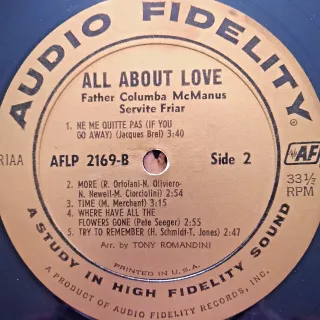 AUDIO FIDELITY
ALL ABOUT LOVE
Father Columba McManus
Servite Friar
1. NE ME QUITTE PAS (IF YOU
GO AWAY) (Jacques Brel) 3:40
RIAA
AFLP 2169-B
Side 2
AF
33⅓
RPM
2. MORE (R. Ortolani-N. Oliviero-
N. Newell-M. Ciorciolini) 2:54
3. TIME (M. Merchant) 3:15
4. WHERE HAVE ALL THE
FLOWERS GONE (Pete Seeger) 2:55
5. TRY TO REMEMBER (H. Schmidt-T. Jones) 2:47
Arr. by TONY ROMANDINI
PRINTED IN U.S.A.
A STUDY IN HIGH FIDELITY SOUND
A PRODUCT OF AUDIO FIDELITY RECORDS, INC.